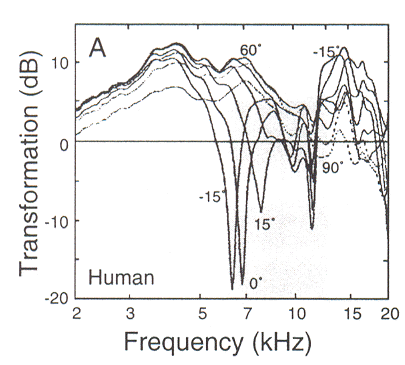 A
60°
-15°
10
0
-10
-20
Transformation (dB)
-15°
15°
0°
90°
Human
2 3 5 7 10 15 20
Frequency (kHz)